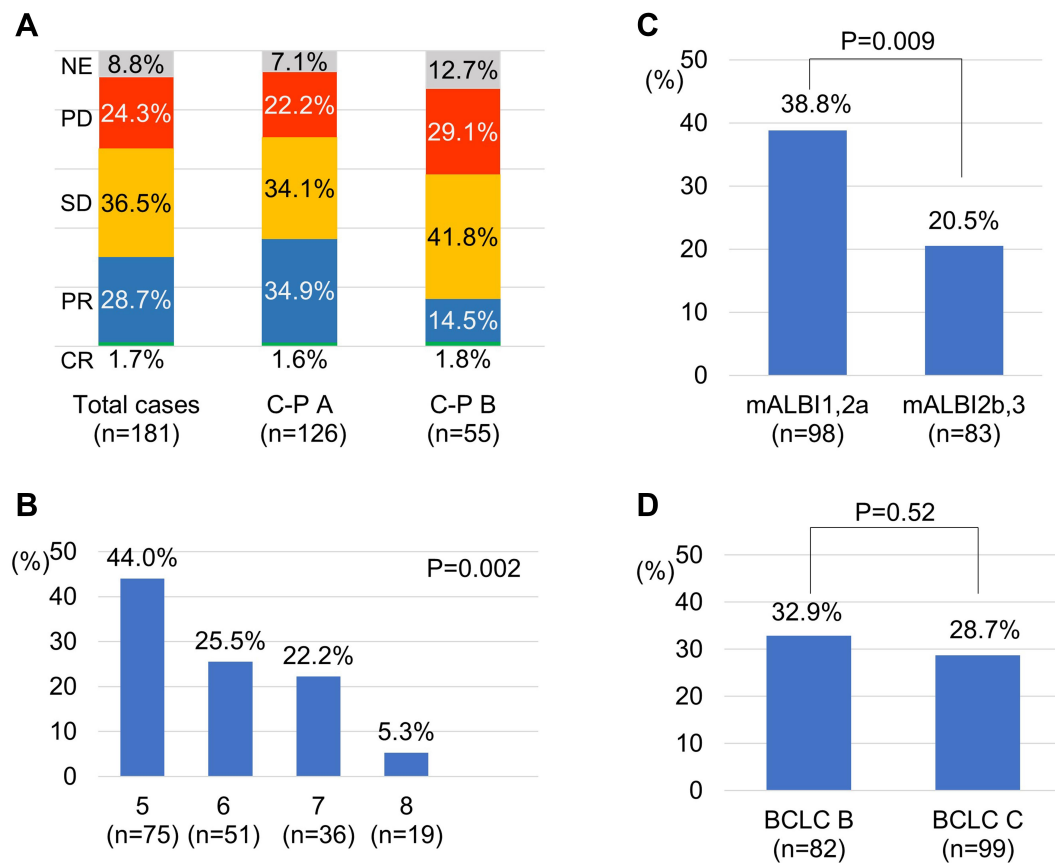 A
NE 8.8% 7.1% 12.7%
PD 24.3% 22.2% 29.1%
SD 36.5% 34.1% 41.8%
PR 28.7% 34.9% 14.5%
CR 1.7% 1.6% 1.8%
Total cases C-P A C-P B
(n=181) (n=126) (n=55)
B
(%)
50
40
30
20
10
0
44.0%
25.5%
22.2%
5.3%
P=0.002
5 6 7 8
(n=75) (n=51) (n=36) (n=19)
C
P=0.009
(%)
50
40
30
20
10
0
38.8%
20.5%
mALBI1,2a mALBI2b,3
(n=98) (n=83)
D
P=0.52
(%)
50
40
30
20
10
0
32.9%
28.7%
BCLC B BCLC C
(n=82) (n=99)